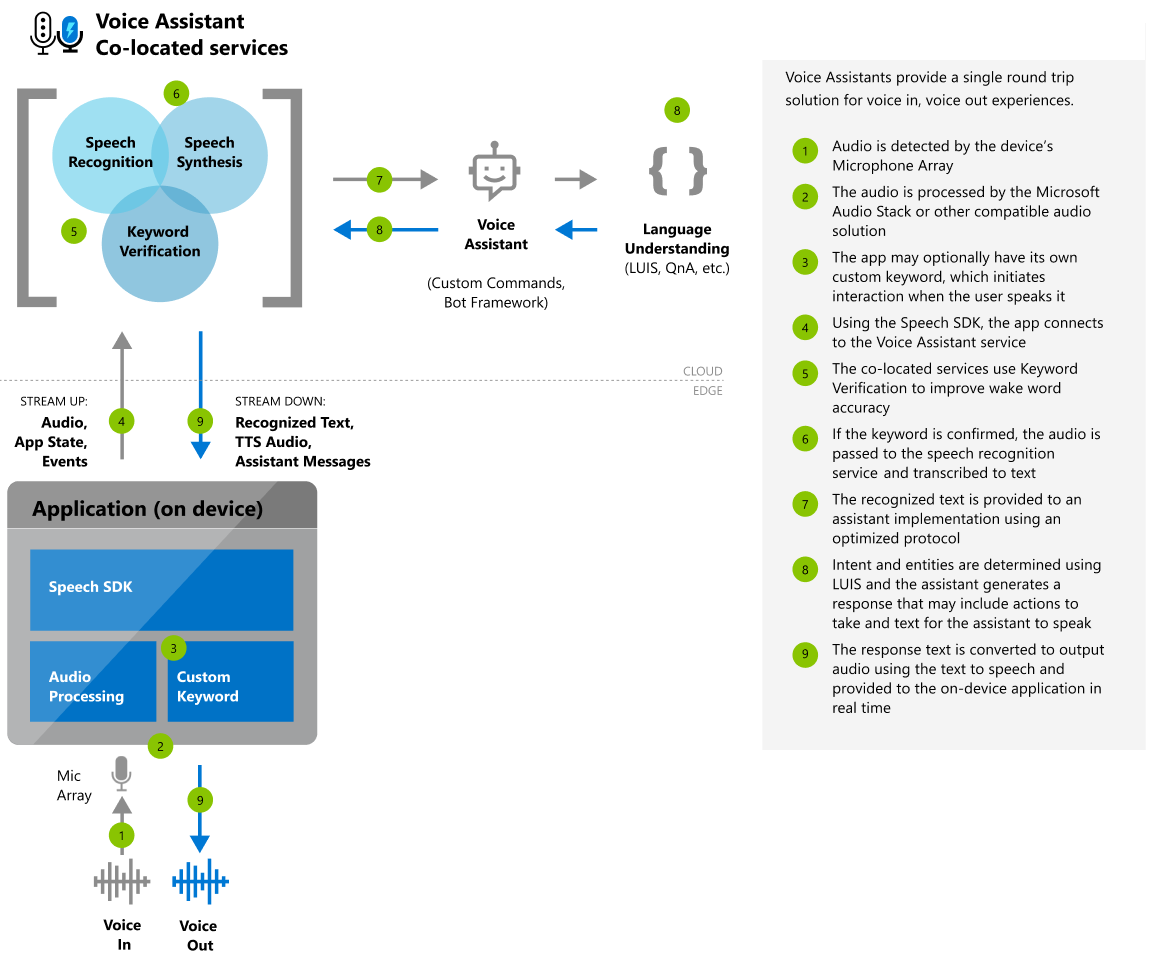 Voice Assistant
Co-located services
6
Speech
Recognition
Speech
Synthesis
5
Keyword
Verification
7
8
Voice
Assistant
(Custom Commands,
Bot Framework)
8
{ }
Language
Understanding
(LUIS, QnA, etc.)
CLOUD
EDGE
STREAM UP:
Audio,
App State,
Events
4
9
STREAM DOWN:
Recognized Text,
TTS Audio,
Assistant Messages
Application (on device)
Speech SDK
3
Audio
Processing
Custom
Keyword
2
Mic
Array
1
9
Voice
In
Voice
Out
Voice Assistants provide a single round trip
solution for voice in, voice out experiences.
1 Audio is detected by the device’s
Microphone Array
2 The audio is processed by the Microsoft
Audio Stack or other compatible audio
solution
3 The app may optionally have its own
custom keyword, which initiates
interaction when the user speaks it
4 Using the Speech SDK, the app connects
to the Voice Assistant service
5 The co-located services use Keyword
Verification to improve wake word
accuracy
6 If the keyword is confirmed, the audio is
passed to the speech recognition
service and transcribed to text
7 The recognized text is provided to an
assistant implementation using an
optimized protocol
8 Intent and entities are determined using
LUIS and the assistant generates a
response that may include actions to
take and text for the assistant to speak
9 The response text is converted to output
audio using the text to speech and
provided to the on-device application in
real time